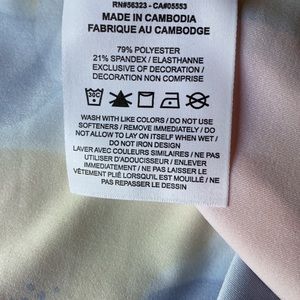 RN#56323 - CA#05553
MADE IN CAMBODIA
FABRIQUE AU CAMBODGE
79% POLYESTER
21% SPANDEX / ELASTHANNE
EXCLUSIVE OF DECORATION /
DECORATION NON COMPRISE
30C
WASH WITH LIKE COLORS / DO NOT USE
SOFTENERS / REMOVE IMMEDIATELY / DO
NOT ALLOW TO LAY ON ITSELF WHEN WET /
DO NOT IRON DESIGN
LAVER AVEC COULEURS SIMILAIRES / NE PAS
UTILISER D'ADOUCISSEUR / ENLEVER
IMMÉDIATEMENT / NE PAS LAISSER LE
VÊTEMENT PLIÉ LORSQU'IL EST MOUILLÉ / NE
PAS REPASSER LE DESSIN